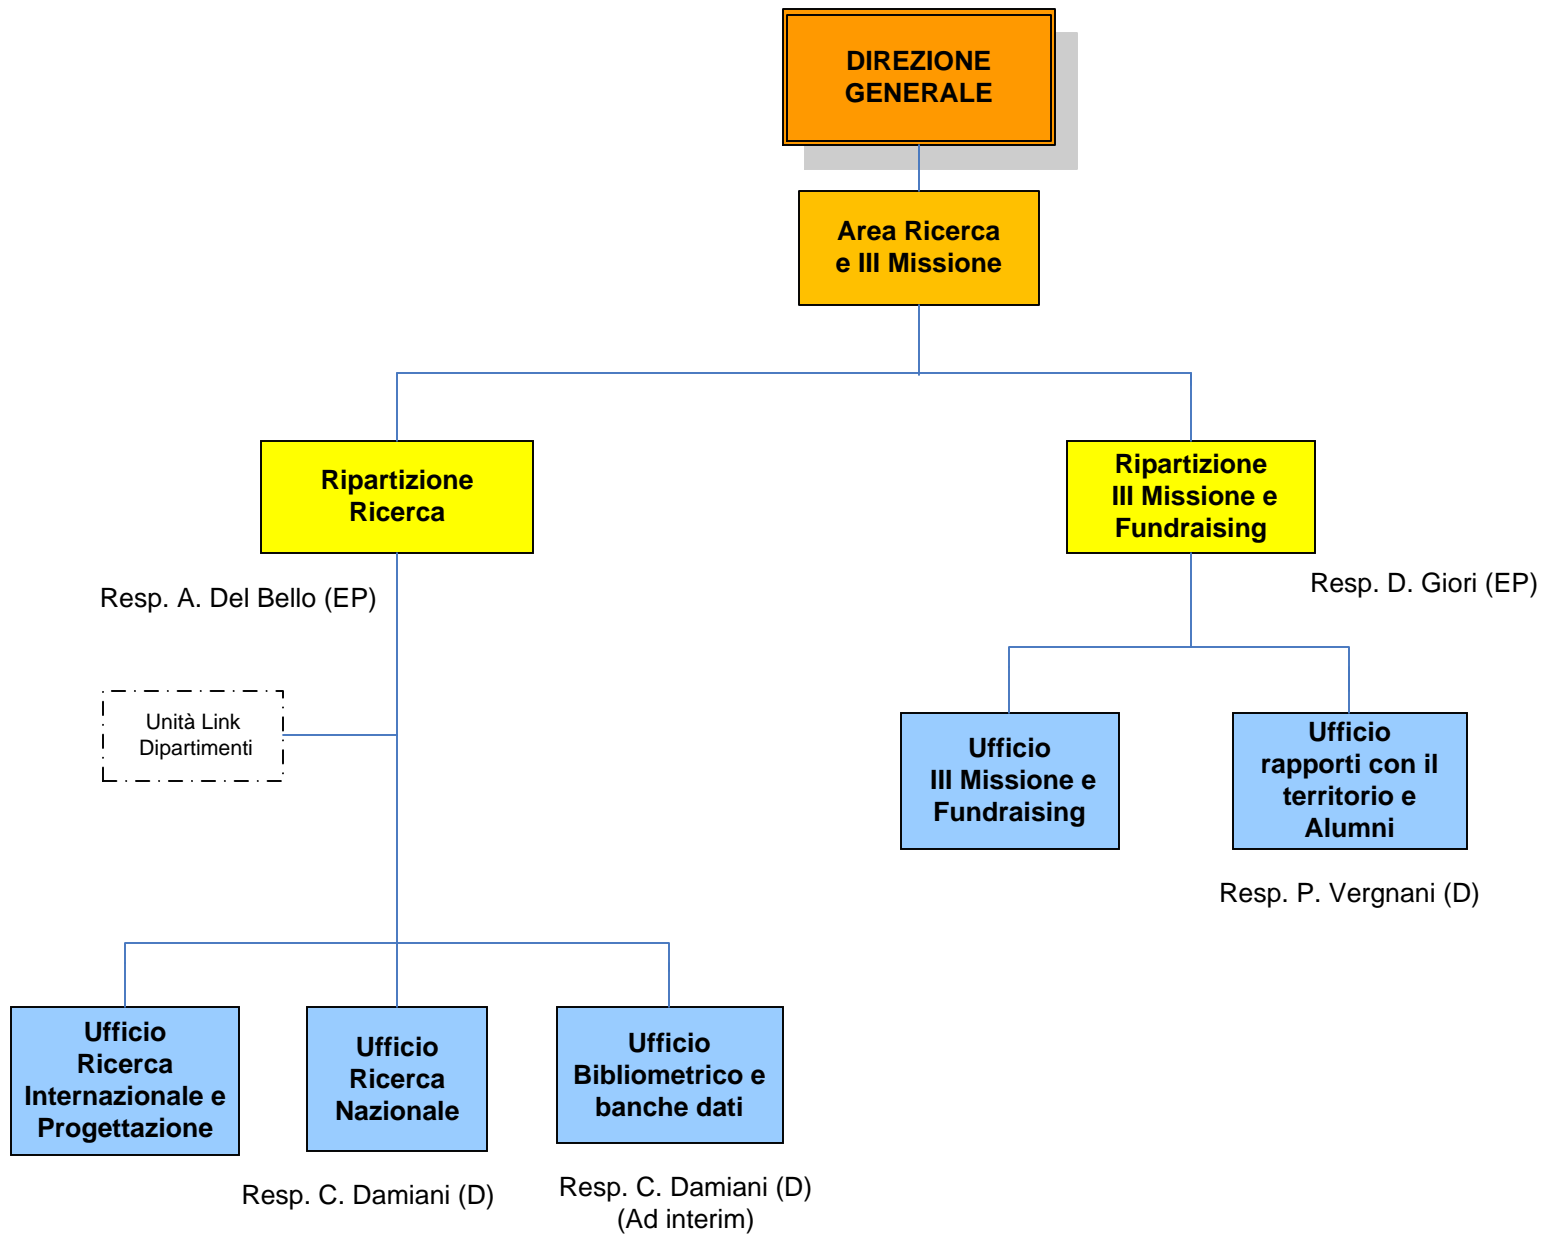 DIREZIONE
GENERALE
Area Ricerca
e III Missione
Ripartizione
Ricerca
Resp. A. Del Bello (EP)
Ripartizione
III Missione e
Fundraising
Resp. D. Giori (EP)
Unità Link
Dipartimenti
Ufficio
III Missione e
Fundraising
Ufficio
rapporti con il
territorio e
Alumni
Resp. P. Vergnani (D)
Ufficio
Ricerca
Internazionale e
Progettazione
Ufficio
Ricerca
Nazionale
Resp. C. Damiani (D)
Ufficio
Bibliometrico e
banche dati
Resp. C. Damiani (D)
(Ad interim)